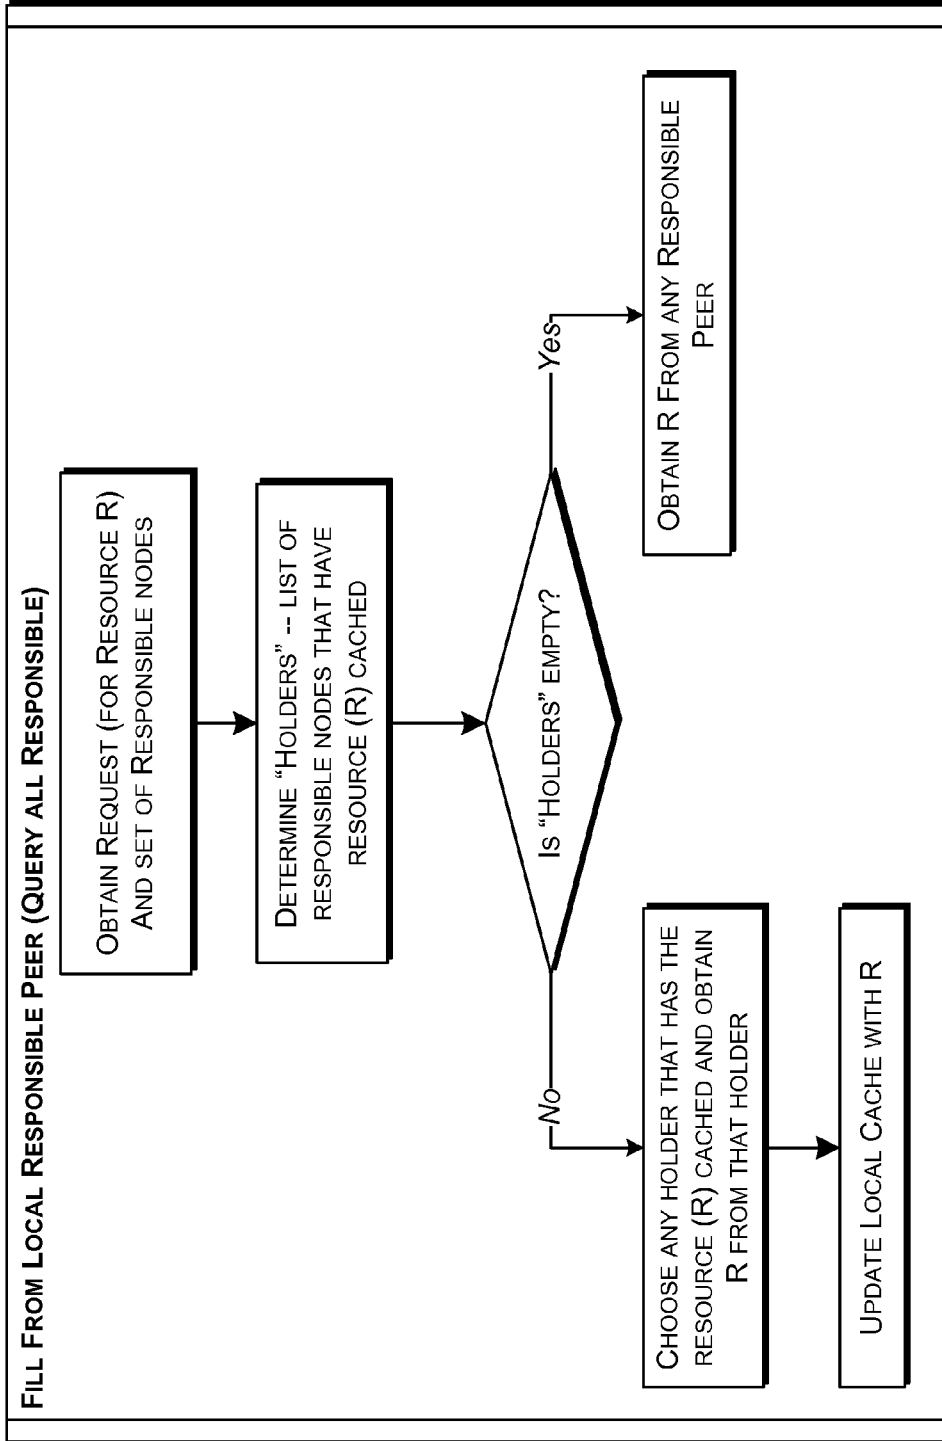 FILL FROM LOCAL RESPONSIBLE PEER (QUERY ALL RESPONSIBLE)
OBTAIN REQUEST (FOR RESOURCE R)
AND SET OF RESPONSIBLE NODES
DETERMINE “HOLDERS” -- LIST OF
RESPONSIBLE NODES THAT HAVE
RESOURCE (R) CACHED
IS “HOLDERS” EMPTY?
No
Yes
CHOOSE ANY HOLDER THAT HAS THE
RESOURCE (R) CACHED AND OBTAIN
R FROM THAT HOLDER
OBTAIN R FROM ANY RESPONSIBLE
PEER
UPDATE LOCAL CACHE WITH R